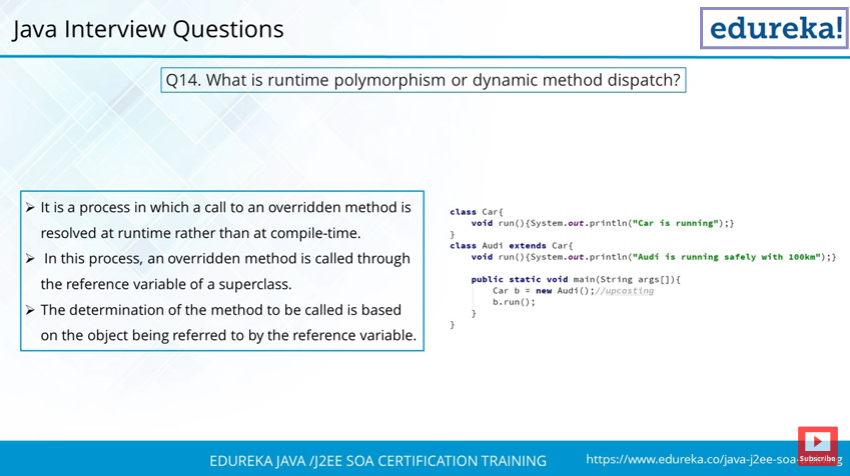 Java Interview Questions
edureka!
Q14. What is runtime polymorphism or dynamic method dispatch?
➢ It is a process in which a call to an overridden method is
resolved at runtime rather than at compile-time.
➢ In this process, an overridden method is called through
the reference variable of a superclass.
➢ The determination of the method to be called is based
on the object being referred to by the reference variable.
class Car{
void run(){System.out.println("Car is running");}
}
class Audi extends Car{
void run(){System.out.println("Audi is running safely with 100km");}
public static void main(String args[]){
Car b = new Audi();//upcasting
b.run();
}
}
Subscribe
EDUREKA JAVA /J2EE SOA CERTIFICATION TRAINING
https://www.edureka.co/java-j2ee-soa-